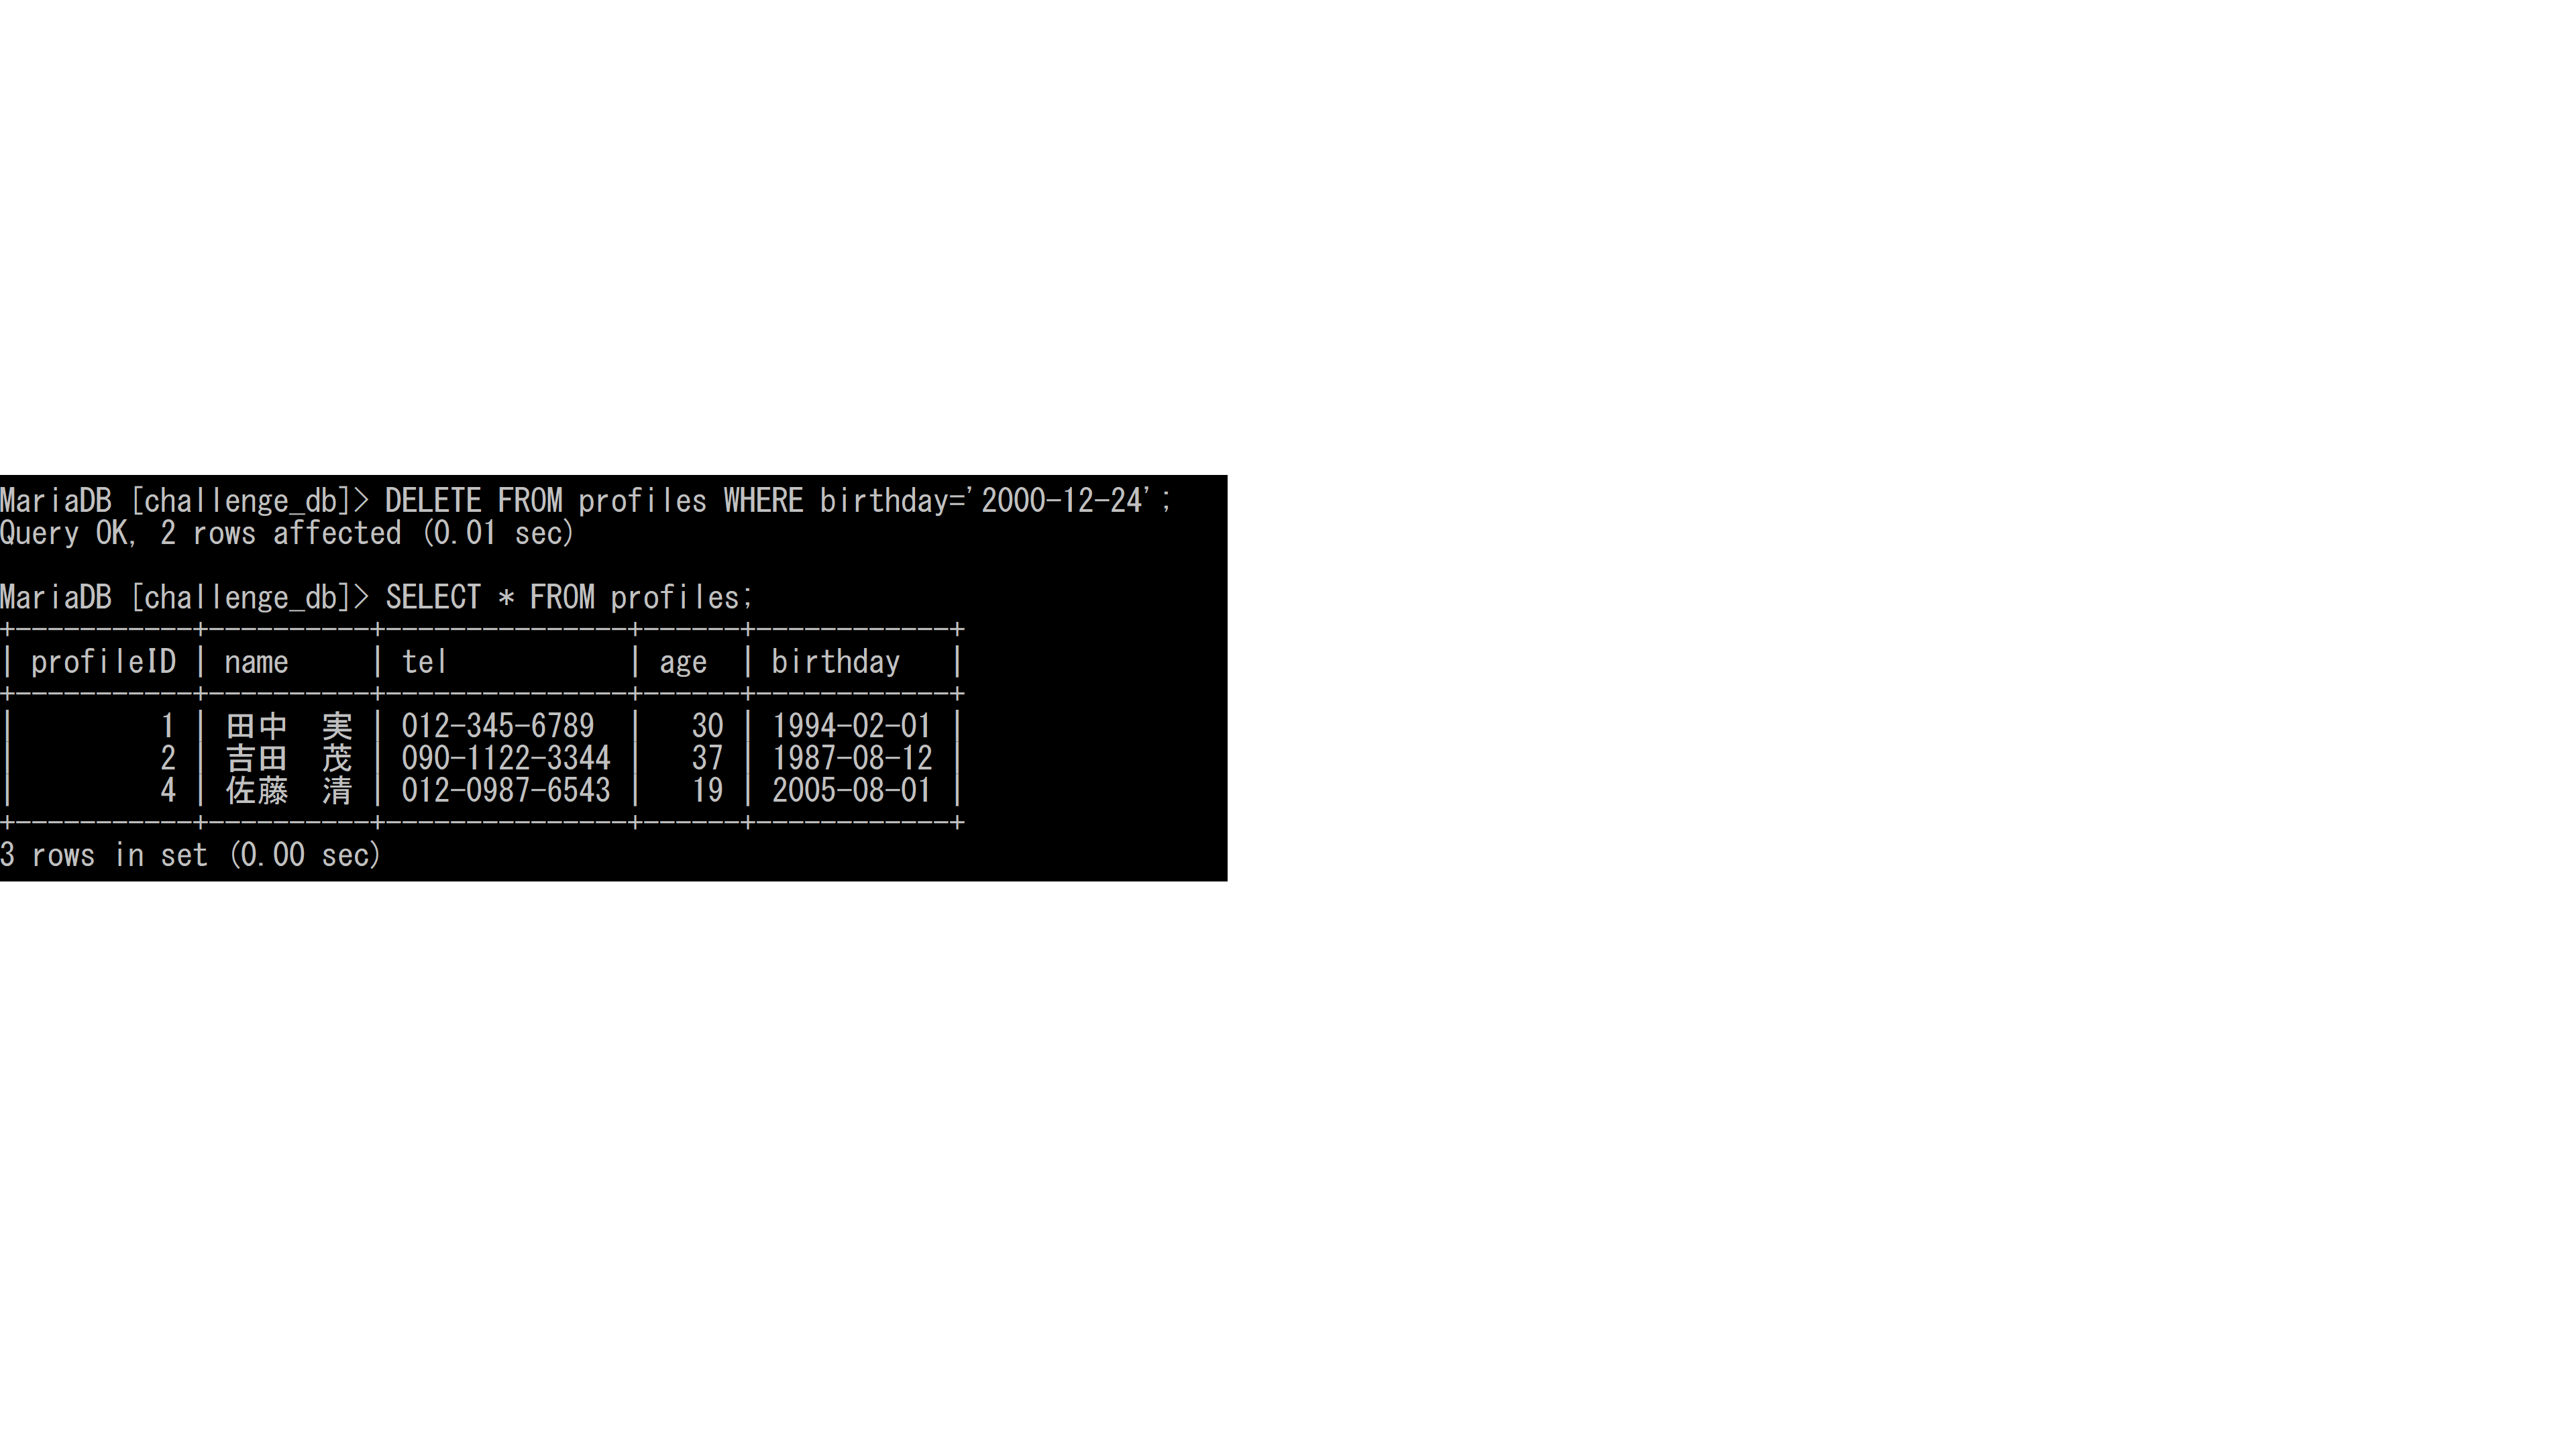 MariaDB [challenge_db]> DELETE FROM profiles WHERE birthday='2000-12-24';
Query OK, 2 rows affected (0.01 sec)
MariaDB [challenge_db]> SELECT * FROM profiles;
+-----------+----------+---------------+------+------------+
| profileID | name     | tel           | age  | birthday   |
+-----------+----------+---------------+------+------------+
|         1 | 田中　実 | 012-345-6789  |   30 | 1994-02-01 |
|         2 | 吉田　茂 | 090-1122-3344 |   37 | 1987-08-12 |
|         4 | 佐藤　清 | 012-0987-6543 |   19 | 2005-08-01 |
+-----------+----------+---------------+------+------------+
3 rows in set (0.00 sec)